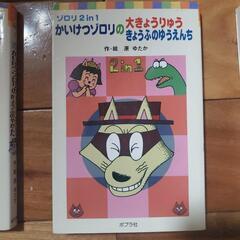 ゾロリ2in1
かいけつゾロリの
大きょうりゅう
きょうふのゆうえんち
作・絵 原 ゆたか
2in1
ポプラ社